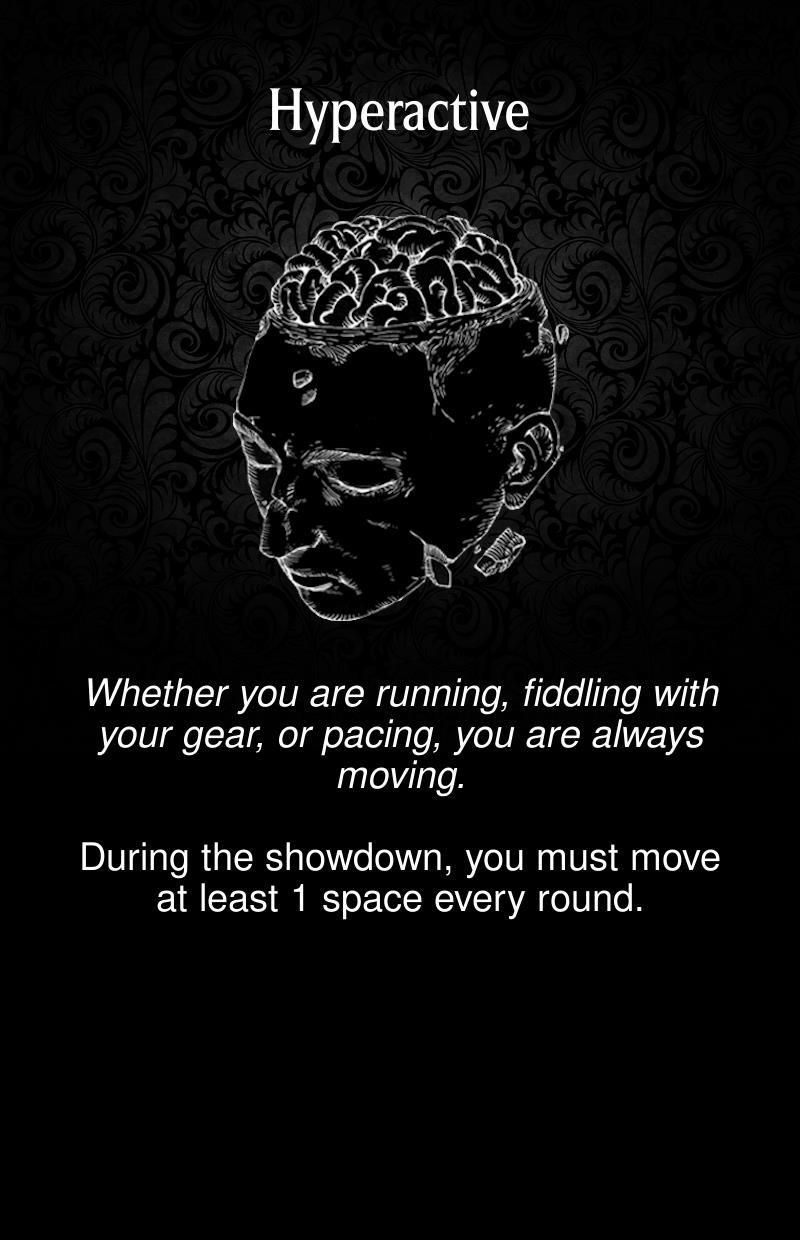 Hyperactive
Whether you are running, fiddling with
your gear, or pacing, you are always
moving.
During the showdown, you must move
at least 1 space every round.